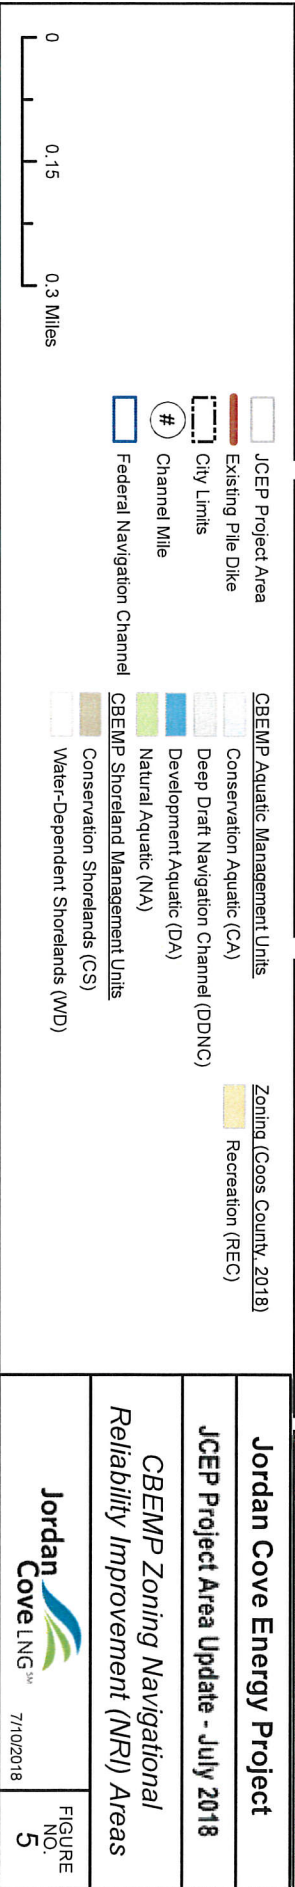 0 0.15 0.3 Miles
JCEP Project Area
Existing Pile Dike
City Limits
# Channel Mile
Federal Navigation Channel
CBEMP Aquatic Management Units
Conservation Aquatic (CA)
Deep Draft Navigation Channel (DDNC)
Development Aquatic (DA)
Natural Aquatic (NA)
CBEMP Shoreland Management Units
Conservation Shorelands (CS)
Water-Dependent Shorelands (WD)
Zoning (Coos County, 2018)
Recreation (REC)
Jordan Cove Energy Project
JCEP Project Area Update - July 2018
CBEMP Zoning Navigational
Reliability Improvement (NRI) Areas
Jordan
Cove LNG SM
7/10/2018
FIGURE
NO.
5